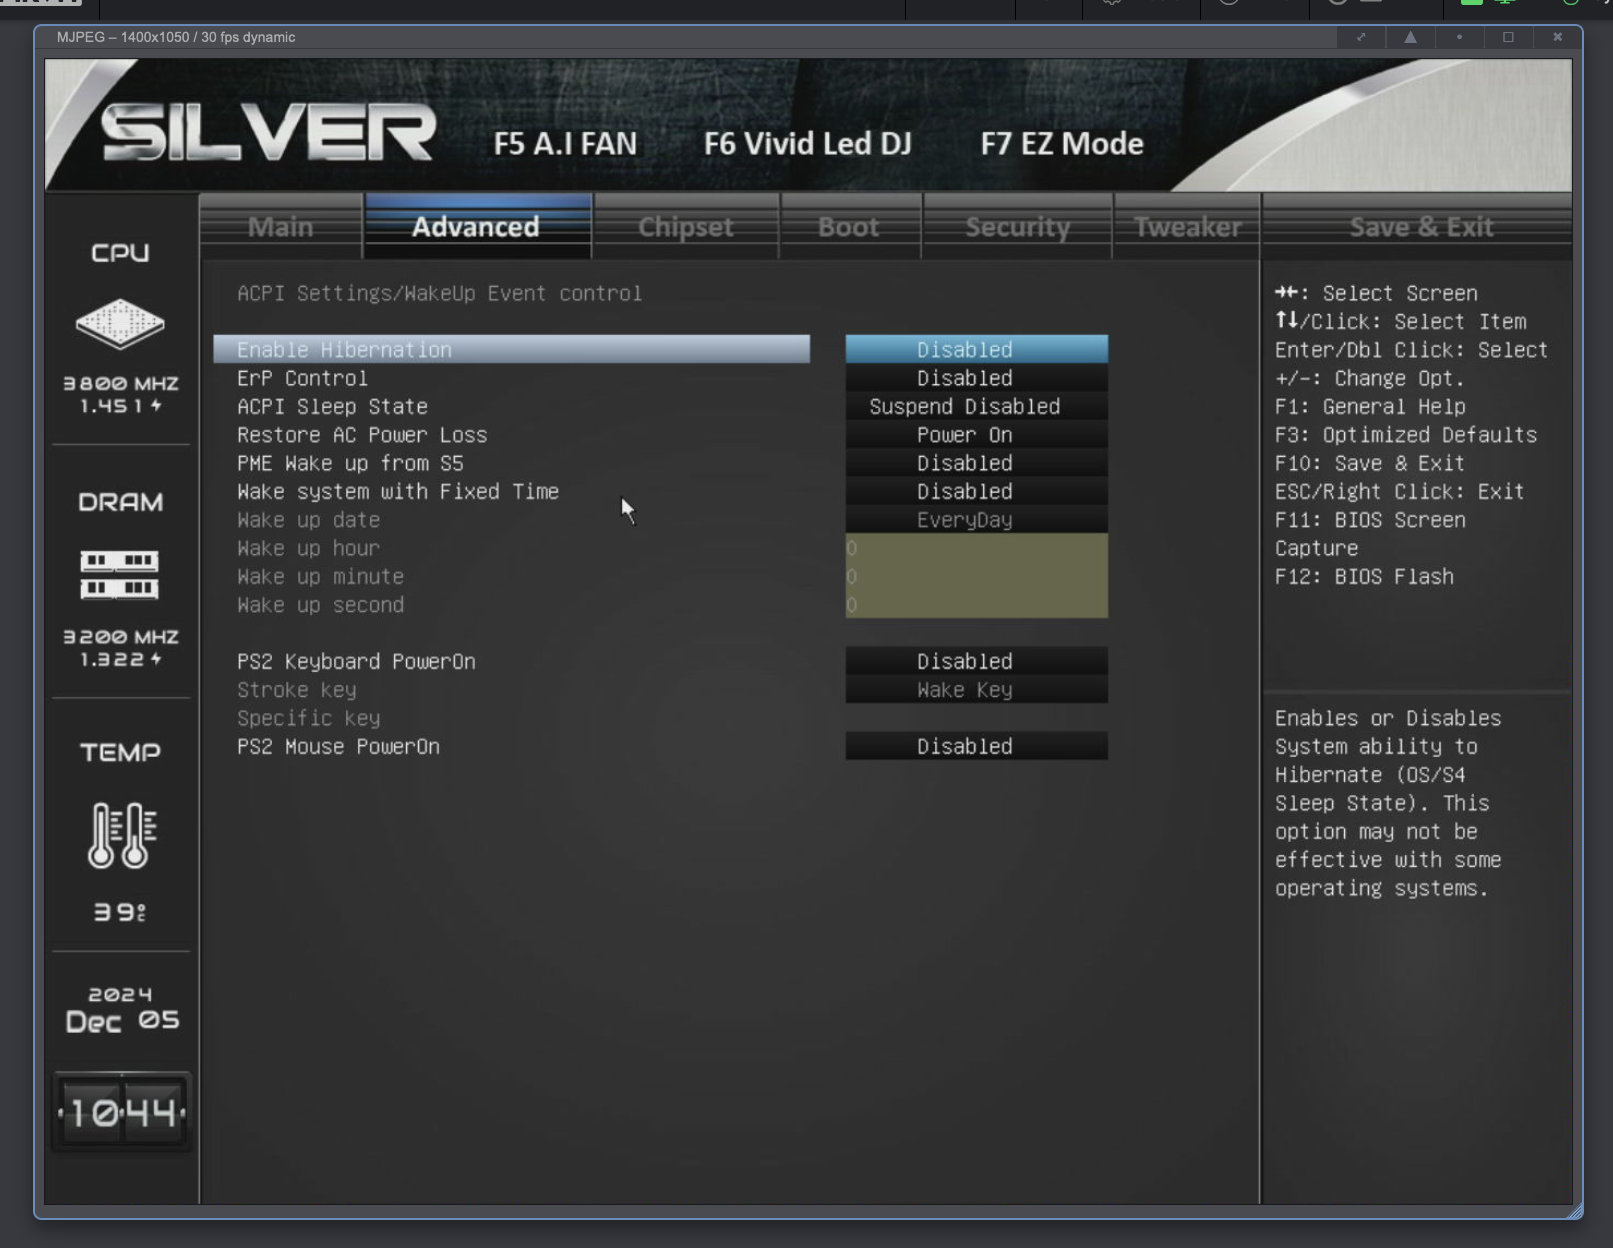 MJPEG – 1400x1050 / 30 fps dynamic
SILVER
F5 A.I FAN
F6 Vivid Led DJ
F7 EZ Mode
Main
Advanced
Chipset
Boot
Security
Tweaker
Save & Exit
CPU
3800 MHZ
1.451
DRAM
3200 MHZ
1.322
TEMP
39°C
2024
Dec 05
10:44
ACPI Settings/WakeUp Event control
Enable Hibernation Disabled
ErP Control Disabled
ACPI Sleep State Suspend Disabled
Restore AC Power Loss Power On
PME Wake up from S5 Disabled
Wake system with Fixed Time Disabled
Wake up date EveryDay
Wake up hour 0
Wake up minute 0
Wake up second 0
PS2 Keyboard PowerOn Disabled
Stroke key Wake Key
Specific key
PS2 Mouse PowerOn Disabled
→←: Select Screen
↑↓/Click: Select Item
Enter/Dbl Click: Select
+/-: Change Opt.
F1: General Help
F3: Optimized Defaults
F10: Save & Exit
ESC/Right Click: Exit
F11: BIOS Screen
Capture
F12: BIOS Flash
Enables or Disables
System ability to
Hibernate (OS/S4
Sleep State). This
option may not be
effective with some
operating systems.